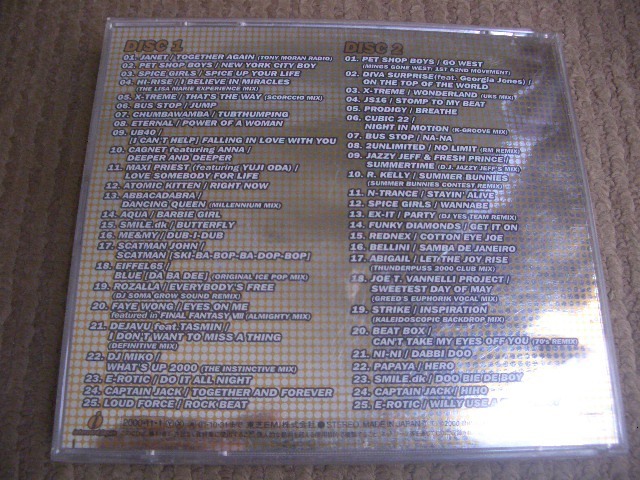 DISC 1
01. JANET / TOGETHER AGAIN (TONY MORAN RADIO)
02. PET SHOP BOYS / NEW YORK CITY BOY
03. SPICE GIRLS / SPICE UP YOUR LIFE
04. HI-RISE / I BELIEVE IN MIRACLES
(THE LISA MARIE EXPERIENCE MIX)
05. X-TREME / THAT'S THE WAY (SCORCCIO MIX)
06. BUS STOP / JUMP
07. CHUMBAWAMBA / TUBTHUMPING
08. ETERNAL / POWER OF A WOMAN
09. UB40 /
[I CAN'T HELP] FALLING IN LOVE WITH YOU
10. CAGNET featuring ANNA /
DEEPER AND DEEPER
11. MAXI PRIEST (featuring YUJI ODA) /
LOVE SOMEBODY FOR LIFE
12. ATOMIC KITTEN / RIGHT NOW
13. ABBACADABRA /
DANCING QUEEN (MILLENNIUM MIX)
14. AQUA / BARBIE GIRL
15. SMILE.dk / BUTTERFLY
16. ME&MY / DUB-I-DUB
17. SCATMAN JOHN /
SCATMAN [SKI-BA-BOP-BA-DOP-BOP]
18. EIFFEL65 /
BLUE [DA BA DEE] (ORIGINAL ICE POP MIX)
19. ROZALLA / EVERYBODY'S FREE
(DJ SOMA GROW SOUND REMIX)
20. FAYE WONG / EYES ON ME
featured in FINAL FANTASY VIII (ALMIGHTY MIX)
21. DEJAVU feat. TASMIN /
I DON'T WANT TO MISS A THING
(DEFINITIVE MIX)
22. DJ MIKO /
WHAT'S UP 2000 (THE INSTINCTIVE MIX)
23. E-ROTIC / DO IT ALL NIGHT
24. CAPTAIN JACK / TOGETHER AND FOREVER
25. LOUD FORCE / ROCK BEAT
DISC 2
01. PET SHOP BOYS / GO WEST
(MINGS GONE WEST: 1ST &2ND MOVEMENT)
02. DIVA SURPRISE (feat. Georgia Jones) /
ON THE TOP OF THE WORLD
03. X-TREME / WONDERLAND (UKS MIX)
04. JS16 / STOMP TO MY BEAT
05. PRODIGY / BREATHE
06. CUBIC 22 /
NIGHT IN MOTION (K-GROOVE MIX)
07. BUS STOP / NA-NA
08. 2UNLIMITED / NO LIMIT (RM REMIX)
09. JAZZY JEFF & FRESH PRINCE /
SUMMERTIME (D.J. JAZZY JEFF'S MIX)
10. R. KELLY / SUMMER BUNNIES
(SUMMER BUNNIES CONTEST REMIX)
11. N-TRANCE / STAYIN' ALIVE
12. SPICE GIRLS / WANNABE
13. EX-IT / PARTY (DJ YES TEAM REMIX)
14. FUNKY DIAMONDS / GET IT ON
15. REDNEX / COTTON EYE JOE
16. BELLINI / SAMBA DE JANEIRO
17. ABIGAIL / LET THE JOY RISE
(THUNDERPUSS 2000 CLUB MIX)
18. JOE T. VANNELLI PROJECT /
SWEETEST DAY OF MAY
(GREED'S EUPHORIK VOCAL MIX)
19. STRIKE / INSPIRATION
(KALEIDOSCOPIC BACKDROP MIX)
20. BEAT BOX /
CAN'T TAKE MY EYES OFF YOU (70's REMIX)
21. NI-NI / DABBI DOO
22. PAPAYA / HERO
23. SMILE.dk / DOO BIE DE BOY
24. CAPTAIN JACK / 
25. E-ROTIC / WILLY USE A
STEREO MADE IN JAPAN